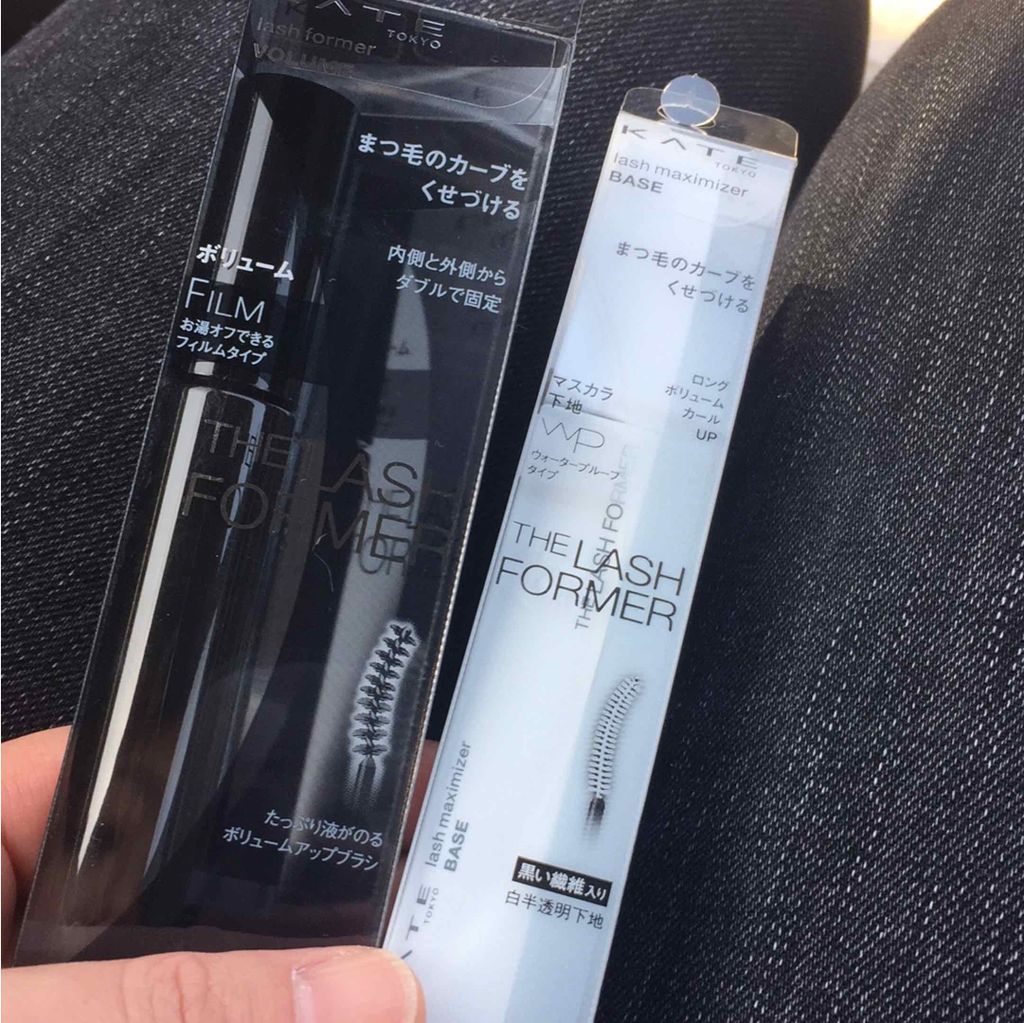 KATE
TOKYO
lash former
VOLUME
まつ毛のカーブを
くせづける
内側と外側から
ダブルで固定
ボリューム
FILM
お湯オフできる
フィルムタイプ
THE LASH
FORMER
たっぷり液がのる
ボリュームアップブラシ
KATE
TOKYO
lash maximizer
BASE
まつ毛のカーブを
くせづける
マスカラ
下地
ロング
ボリューム
カール
UP
WP
ウォータープルーフ
タイプ
THE LASH FORMER
THE LASH
FORMER
黒い繊維入り
白半透明下地
KATE
TOKYO
lash maximizer
BASE